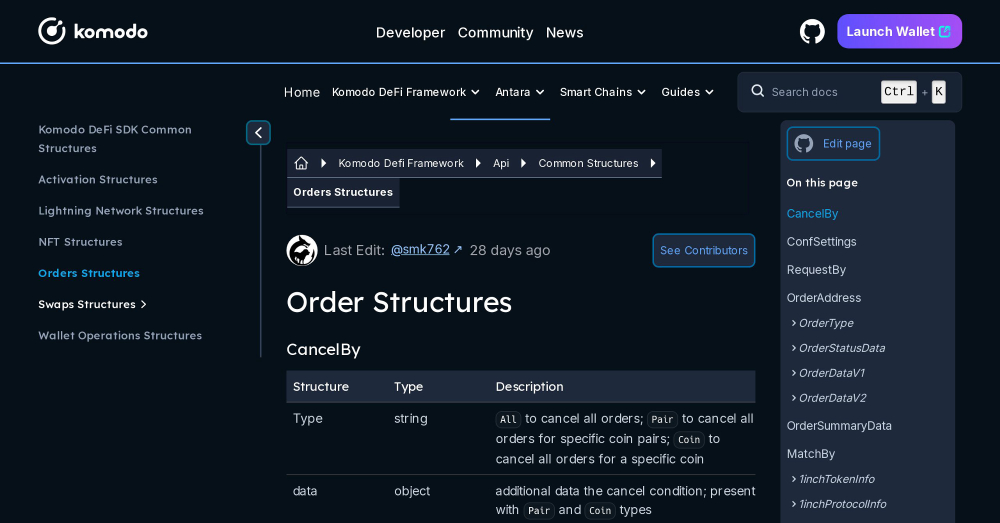 komodo
Developer Community News
Launch Wallet
Home Komodo DeFi Framework Antara Smart Chains Guides
Search docs Ctrl + K
Komodo DeFi SDK Common
Structures
Activation Structures
Lightning Network Structures
NFT Structures
Orders Structures
Swaps Structures
Wallet Operations Structures
Komodo Defi Framework Api Common Structures
Orders Structures
Last Edit: @smk762 ↗ 28 days ago
See Contributors
Order Structures
CancelBy
Structure Type Description
Type string All to cancel all orders; Pair to cancel all
orders for specific coin pairs; Coin to
cancel all orders for a specific coin
data object additional data the cancel condition; present
with Pair and Coin types
Edit page
On this page
CancelBy
ConfSettings
RequestBy
OrderAddress
OrderType
OrderStatusData
OrderDataV1
OrderDataV2
OrderSummaryData
MatchBy
1inchTokenInfo
1inchProtocolInfo